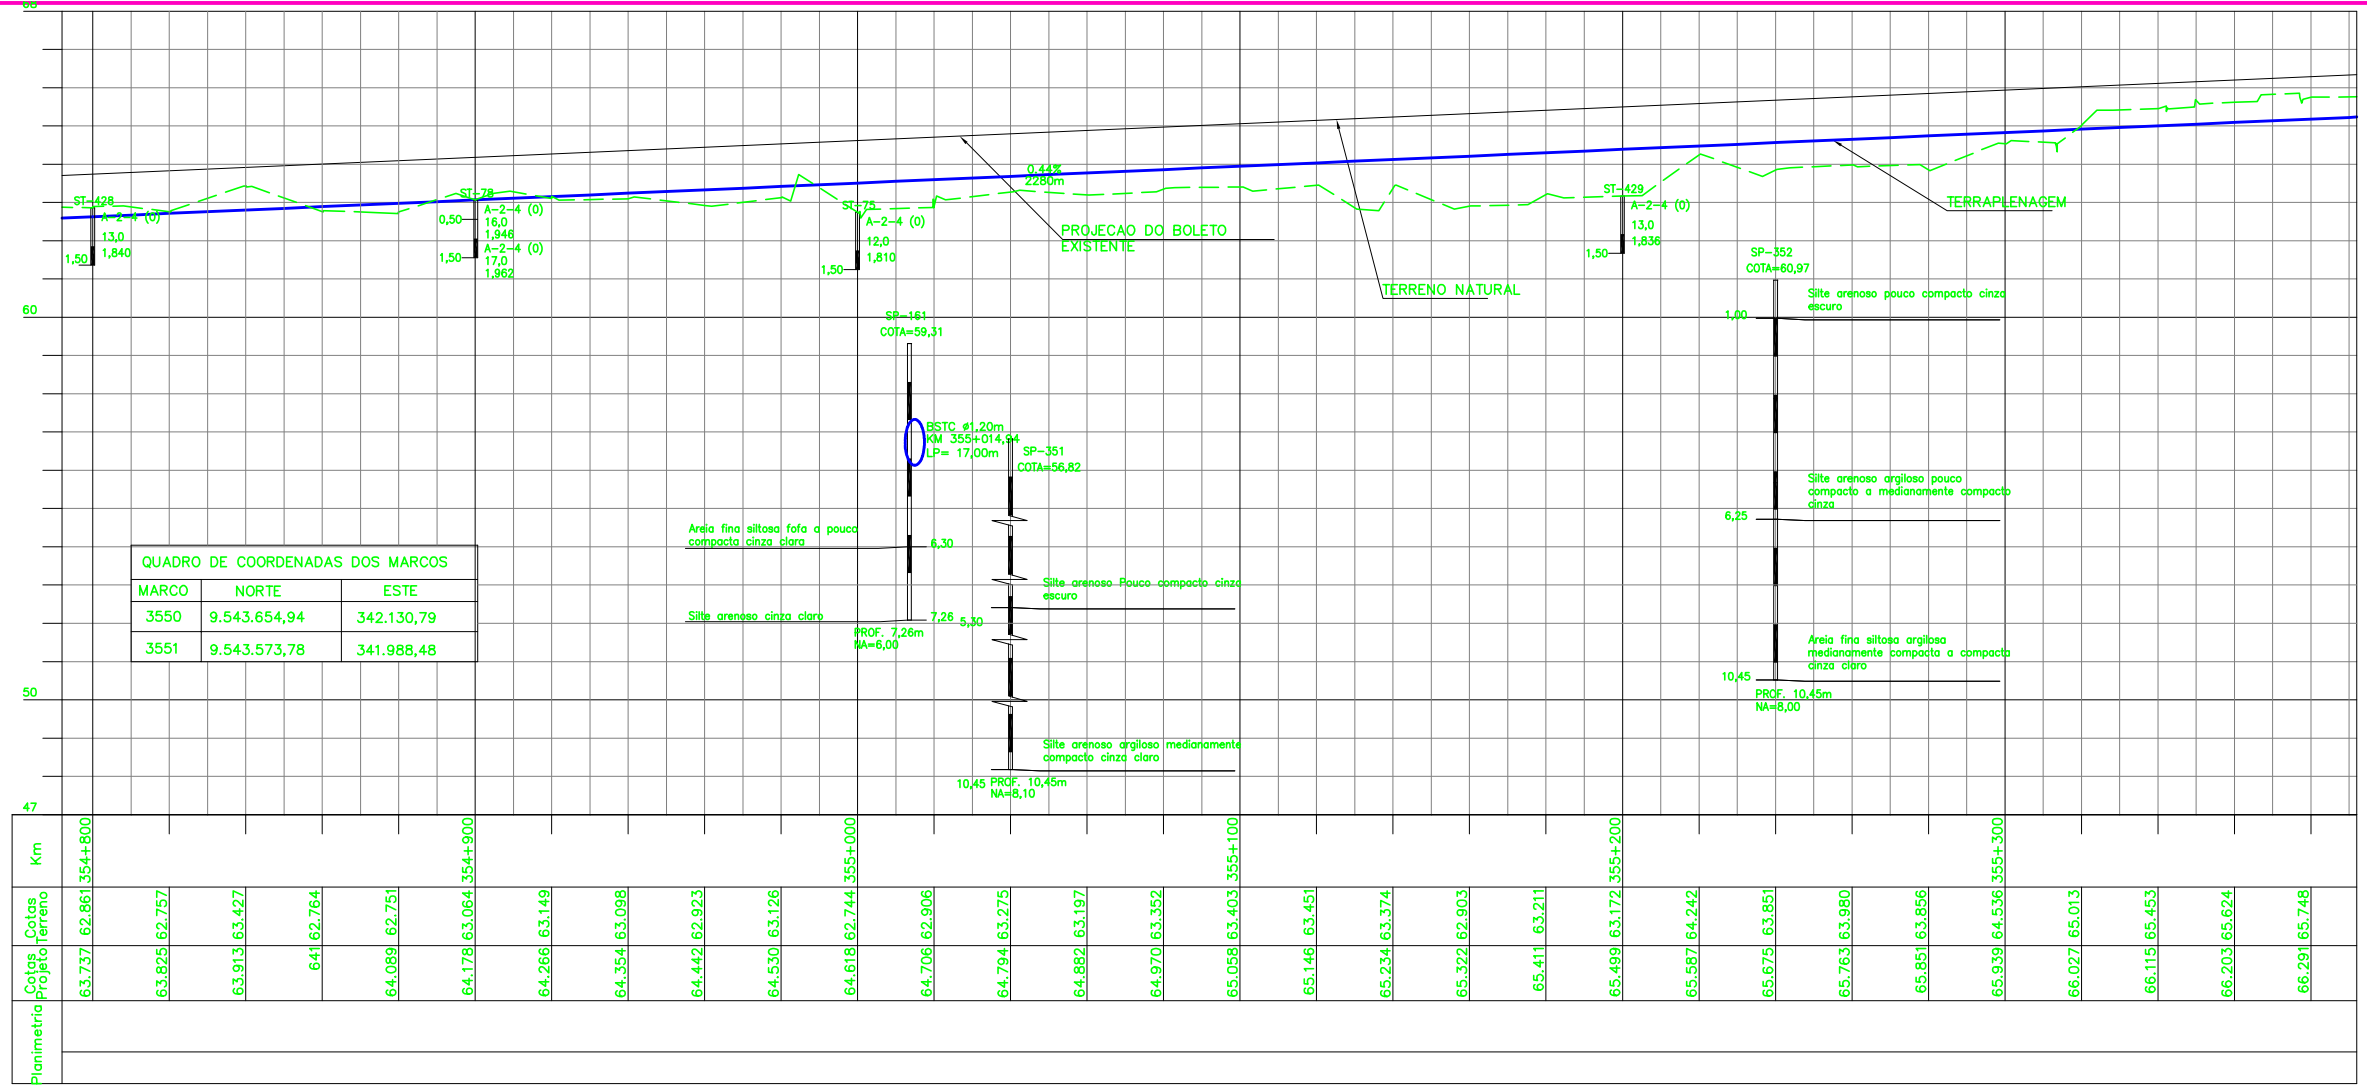 68
60
50
47
ST-428
A-2-4 (0)
13,0
1,840
1,50
ST-78
0,50
A-2-4 (0)
16,0
1,946
A-2-4 (0)
1,50
17,0
1,962
ST-75
A-2-4 (0)
12,0
1,810
1,50
0.44%
2280m
PROJECAO DO BOLETO
EXISTENTE
TERRENO NATURAL
ST-429
A-2-4 (0)
13,0
1,836
1,50
TERRAPLENAGEM
SP-161
COTA=59,31
BSTC ø1,20m
KM 355+014,94
LP= 17,00m
Areia fina siltosa fofa a pouco
compacta cinza clara
6,30
Silte arenoso cinza claro
7,26
PROF. 7,26m
NA=6,00
SP-351
COTA=56,82
Silte arenoso Pouco compacto cinza
escuro
5,30
Silte arenoso argiloso medianamente
compacto cinza claro
10,45
PROF. 10,45m
NA=8,10
SP-352
COTA=60,97
Silte arenoso pouco compacto cinza
escuro
1,00
Silte arenoso argiloso pouco
compacto a medianamente compacto
cinza
6,25
Areia fina siltosa argilosa
medianamente compacta a compacta
cinza claro
10,45
PROF. 10,45m
NA=8,00
QUADRO DE COORDENADAS DOS MARCOS
MARCO NORTE ESTE
3550 9.543.654,94 342.130,79
3551 9.543.573,78 341.988,48
Km 354+800 354+900 355+000 355+100 355+200 355+300
Cotas Terreno 62.861 62.757 63.427 62.764 62.751 63.064 63.149 63.098 62.923 63.126 62.744 62.906 63.275 63.197 63.352 63.403 63.451 63.374 62.903 63.211 63.172 64.242 63.851 63.980 63.856 64.536 65.013 65.453 65.624 65.748
Cotas Projeto 63.737 63.825 63.913 641 64.089 64.178 64.266 64.354 64.442 64.530 64.618 64.706 64.794 64.882 64.970 65.058 65.146 65.234 65.322 65.411 65.499 65.587 65.675 65.763 65.851 65.939 66.027 66.115 66.203 66.291
Planimetria